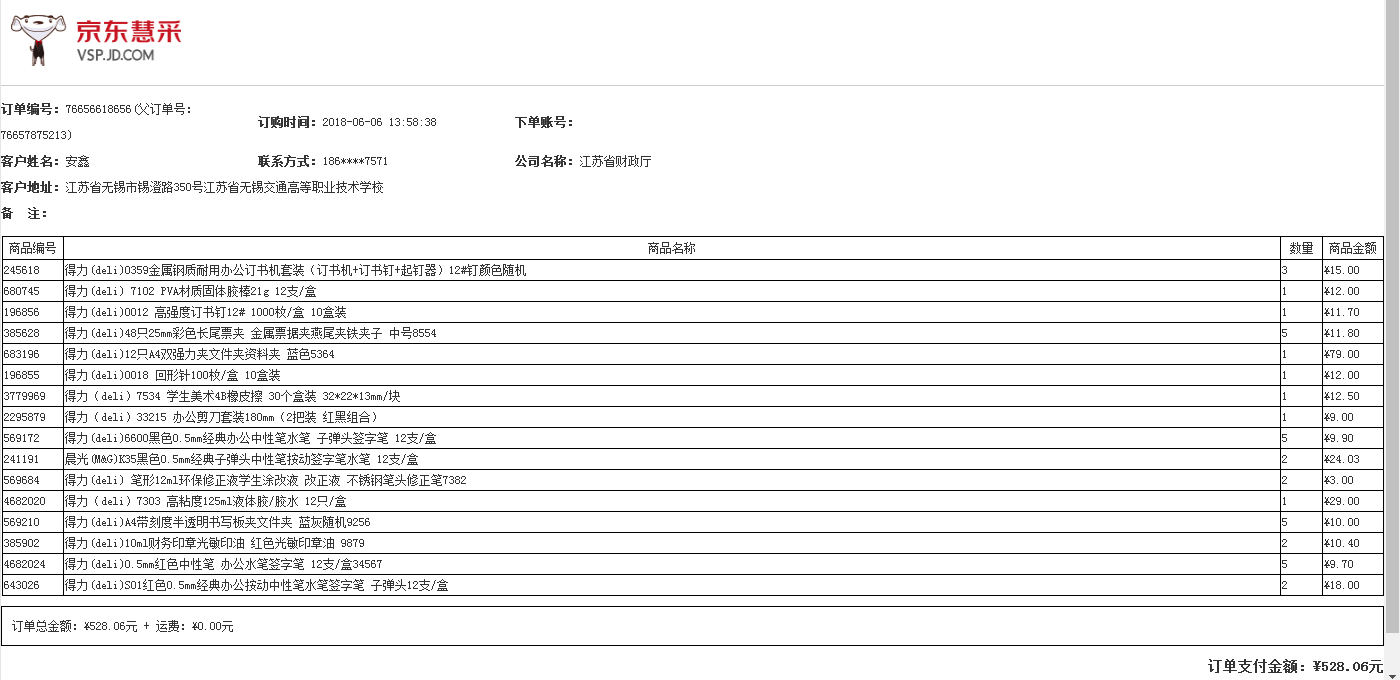 京东慧采
VSP.JD.COM
订单编号：76656618656(父订单号：
76657875213)
订购时间：2018-06-06 13:58:38
下单账号：
客户姓名：安鑫
联系方式：186****7571
公司名称：江苏省财政厅
客户地址：江苏省无锡市锡澄路350号江苏省无锡交通高等职业技术学校
备 注：
商品编号 商品名称 数量 商品金额
245618 得力(deli)0359金属钢质耐用办公订书机套装（订书机+订书钉+起钉器）12#钉颜色随机 3 ¥15.00
680745 得力(deli) 7102 PVA材质固体胶棒21g 12支/盒 1 ¥12.00
196856 得力(deli)0012 高强度订书钉12# 1000枚/盒 10盒装 1 ¥11.70
385628 得力(deli)48只25mm彩色长尾票夹 金属票据夹燕尾夹铁夹子 中号8554 5 ¥11.80
683196 得力(deli)12只A4双强力夹文件夹资料夹 蓝色5364 1 ¥79.00
196855 得力(deli)0018 回形针100枚/盒 10盒装 1 ¥12.00
3779969 得力（deli）7534 学生美术4B橡皮擦 30个盒装 32*22*13mm/块 1 ¥12.50
2295879 得力（deli）33215 办公剪刀套装180mm（2把装 红黑组合） 1 ¥9.00
569172 得力(deli)6600黑色0.5mm经典办公中性笔水笔 子弹头签字笔 12支/盒 5 ¥9.90
241191 晨光(M&G)K35黑色0.5mm经典子弹头中性笔按动签字笔水笔 12支/盒 2 ¥24.03
569684 得力(deli) 笔形12ml环保修正液学生涂改液 改正液 不锈钢笔头修正笔7382 2 ¥3.00
4682020 得力（deli）7303 高粘度125ml液体胶/胶水 12只/盒 1 ¥29.00
569210 得力(deli)A4带刻度半透明书写板夹文件夹 蓝灰随机9256 5 ¥10.00
385902 得力(deli)10ml财务印章光敏印油 红色光敏印章油 9879 2 ¥10.40
4682024 得力(deli)0.5mm红色中性笔 办公水笔签字笔 12支/盒34567 5 ¥9.70
643026 得力(deli)S01红色0.5mm经典办公按动中性笔水笔签字笔 子弹头12支/盒 2 ¥18.00
订单总金额：¥528.06元 + 运费：¥0.00元
订单支付金额：¥528.06元